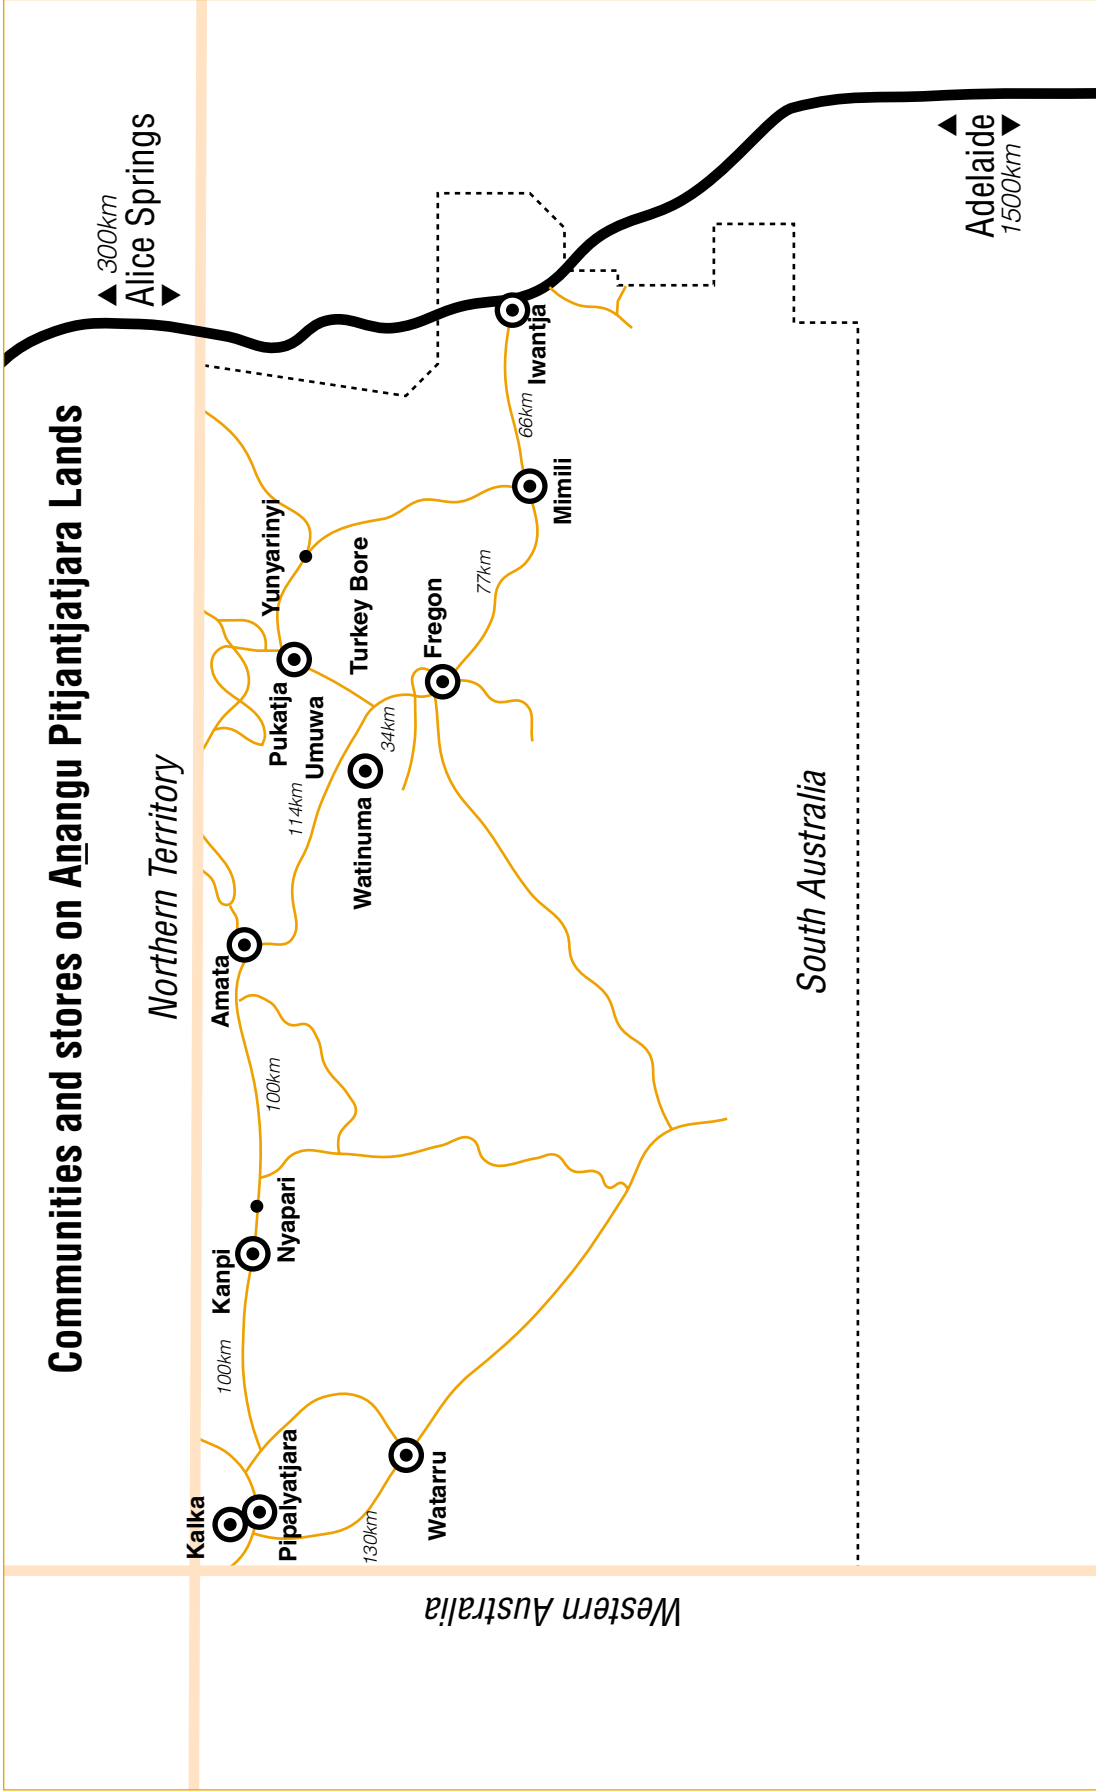 Communities and stores on Aṉangu Pitjantjatjara Lands
300km
Alice Springs
Northern Territory
Kalka
Pipalyatjara
100km
Kanpi
Nyapari
100km
Amata
114km
Pukatja
Umuwa
Yunyarinyi
Turkey Bore
Watinuma
34km
Fregon
77km
Mimili
66km
Iwantja
130km
Watarru
Western Australia
South Australia
Adelaide
1500km